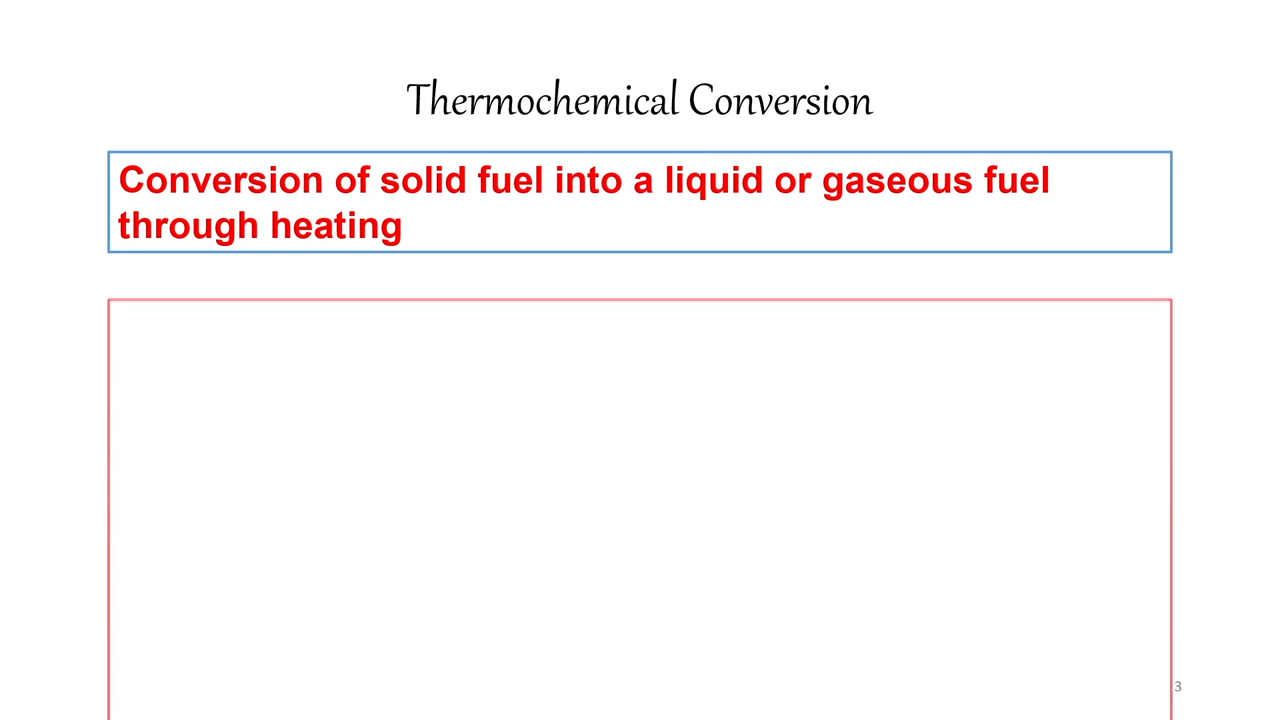 Thermochemical Conversion
Conversion of solid fuel into a liquid or gaseous fuel
through heating
3